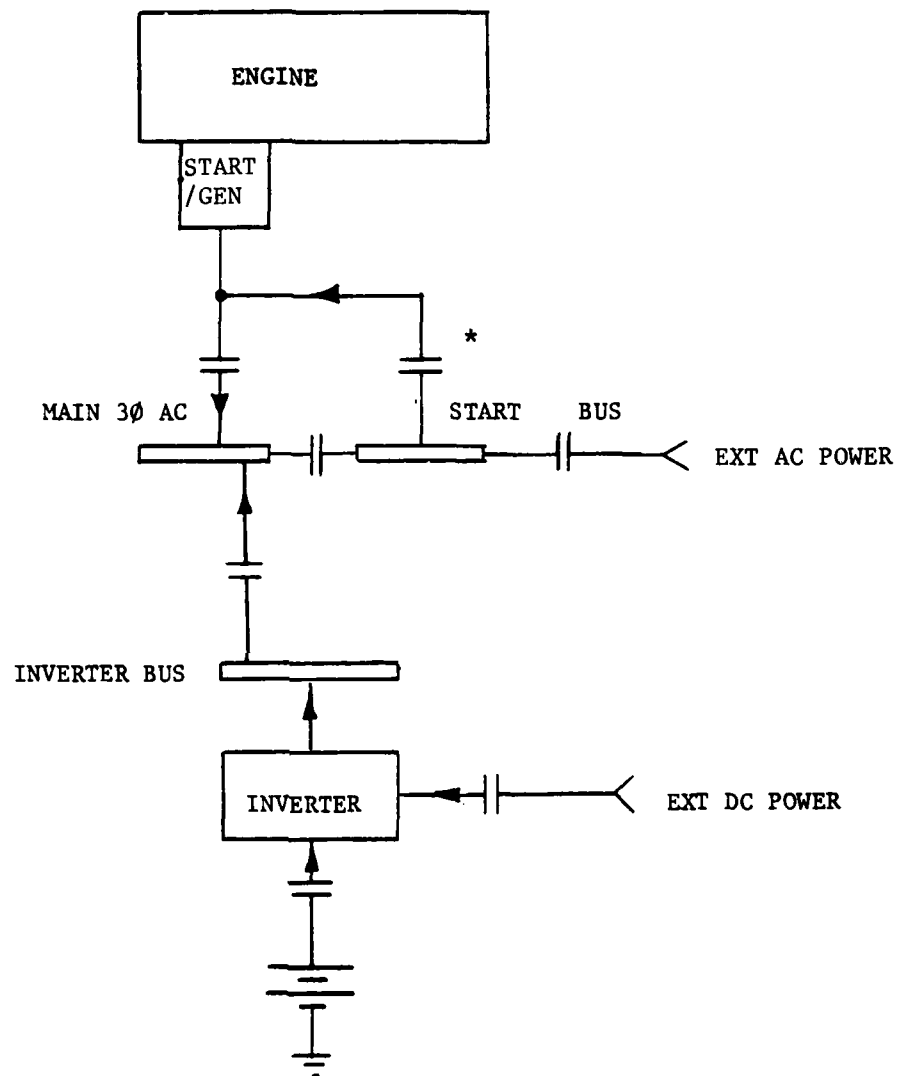 ENGINE
START
/GEN
*
MAIN 3Ø AC
START BUS
EXT AC POWER
INVERTER BUS
INVERTER
EXT DC POWER